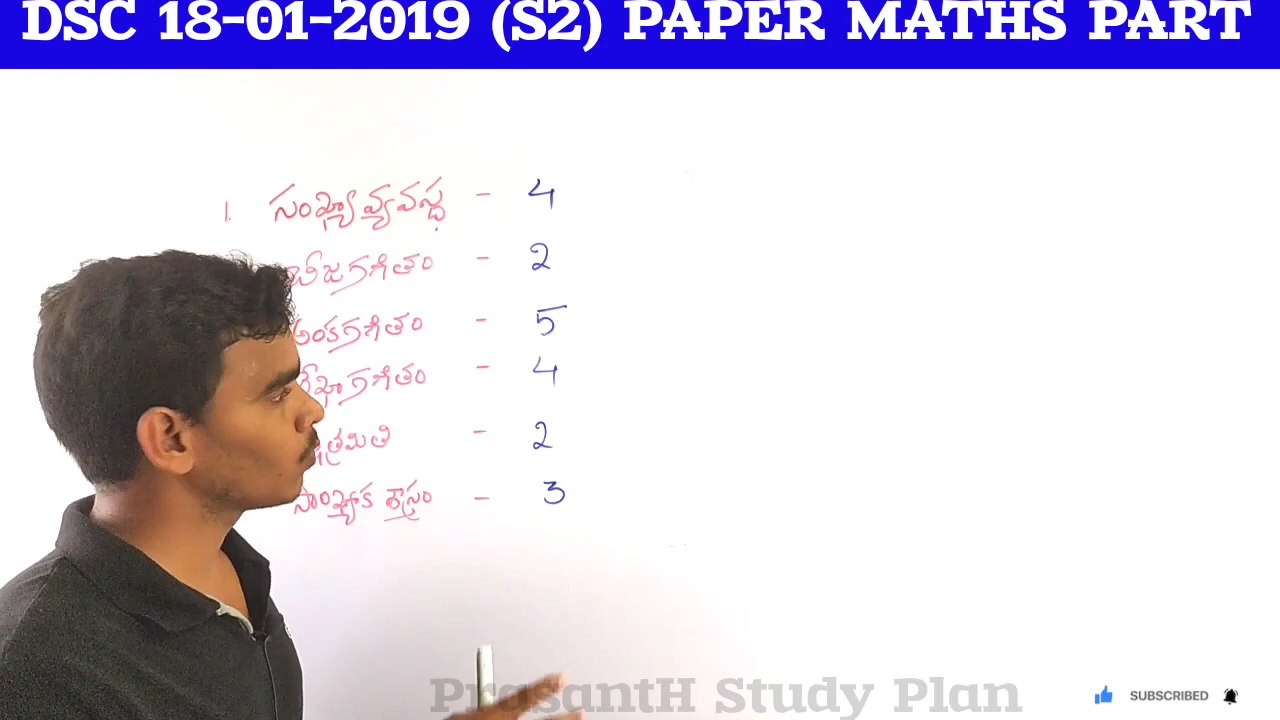 DSC 18-01-2019 (S2) PAPER MATHS PART
1. సంఖ్యావ్యవస్థ - 4
బీజగణితం - 2
అంకగణితం - 5
రేఖాగణితం - 4
- 2
సాంఖ్యాక శాస్త్రం - 3
PrasantH Study Plan
SUBSCRIBED